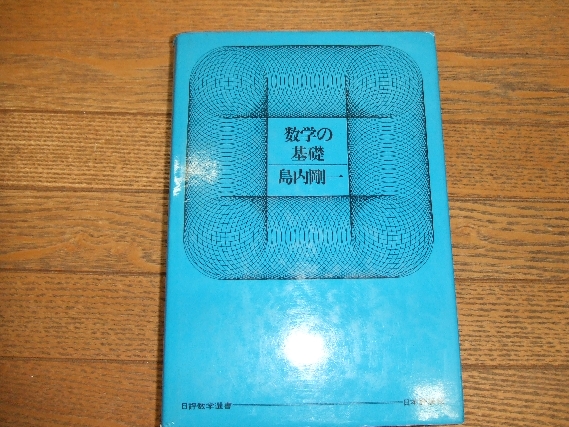 数学の
基礎
島内剛一
日評数学選書